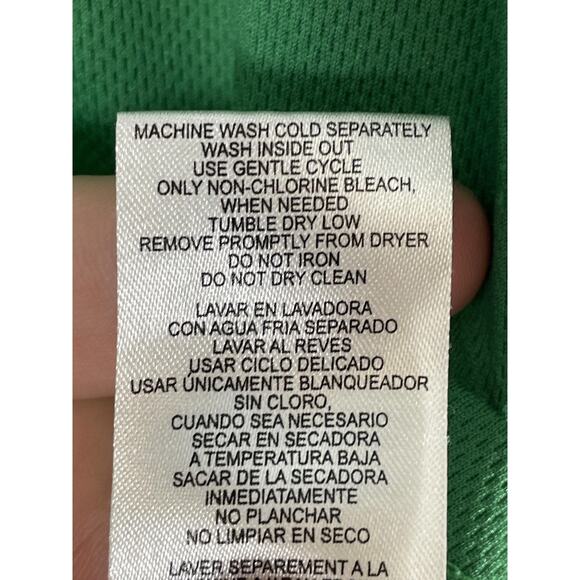 MACHINE WASH COLD SEPARATELY
WASH INSIDE OUT
USE GENTLE CYCLE
ONLY NON-CHLORINE BLEACH,
WHEN NEEDED
TUMBLE DRY LOW
REMOVE PROMPTLY FROM DRYER
DO NOT IRON
DO NOT DRY CLEAN
LAVAR EN LAVADORA
CON AGUA FRIA SEPARADO
LAVAR AL REVES
USAR CICLO DELICADO
USAR ÚNICAMENTE BLANQUEADOR
SIN CLORO,
CUANDO SEA NECESARIO
SECAR EN SECADORA
A TEMPERATURA BAJA
SACAR DE LA SECADORA
INMEDIATAMENTE
NO PLANCHAR
NO LIMPIAR EN SECO
LAVER SEPAREMENT A LA